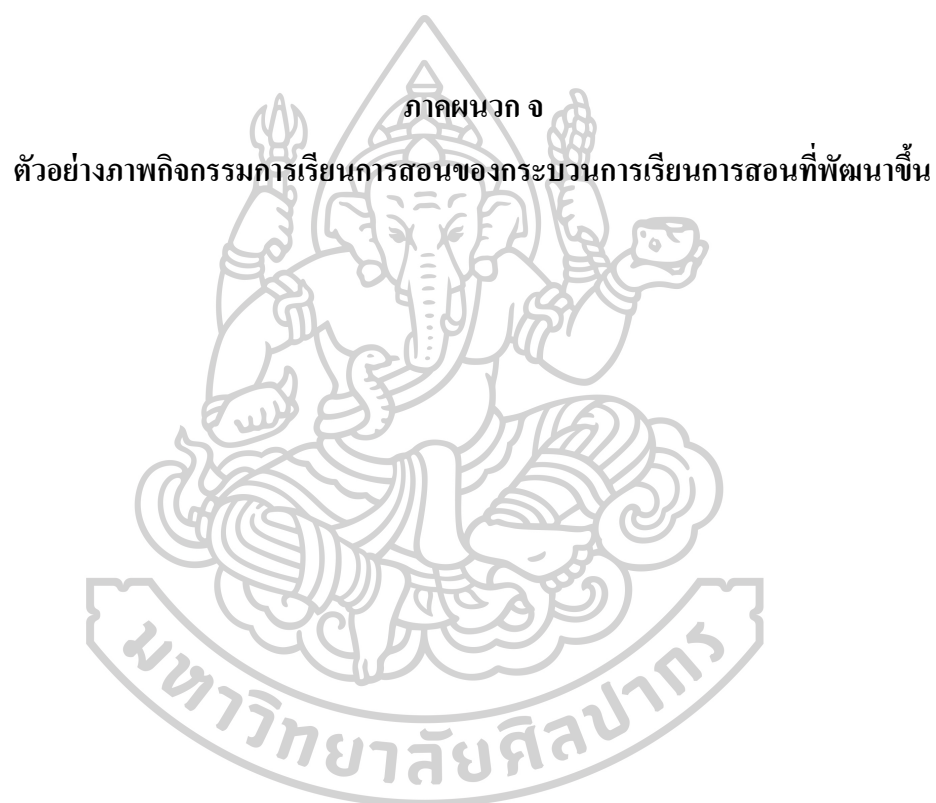 ภาคผนวก จ
ตัวอย่างภาพกิจกรรมการเรียนการสอนของกระบวนการเรียนการสอนที่พัฒนาขึ้น
มหาวิทยาลัยศิลปากร